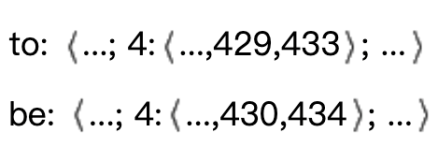 to: ⟨...; 4:⟨...,429,433⟩; ...⟩
be: ⟨...; 4:⟨...,430,434⟩; ...⟩